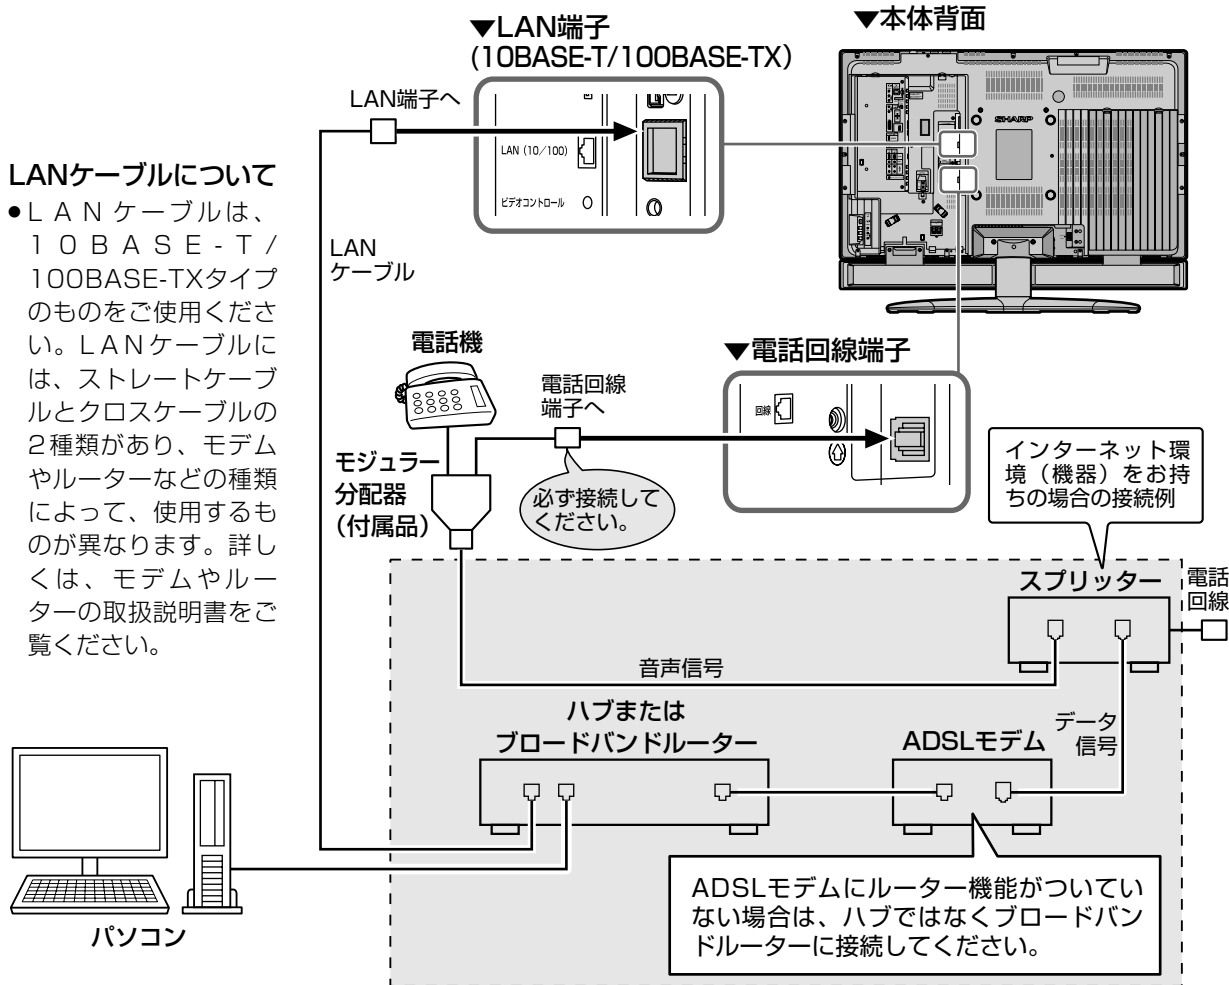 ▼LAN端子
(10BASE-T/100BASE-TX)
▼本体背面
LAN端子へ
LAN（10／100）
ビデオコントロール
SHARP
LANケーブルについて
●LANケーブルは、
10BASE-T/
100BASE-TXタイプ
のものをご使用くださ
い。LANケーブルに
は、ストレートケーブ
ルとクロスケーブルの
2種類があり、モデム
やルーターなどの種類
によって、使用するも
のが異なります。詳し
くは、モデムやルー
ターの取扱説明書をご
覧ください。
LAN
ケーブル
電話機
▼電話回線端子
電話回線
端子へ
回線
モジュラー
分配器
（付属品）
必ず接続して
ください。
インターネット環
境（機器）をお持
ちの場合の接続例
スプリッター
電話
回線
音声信号
ハブまたは
ブロードバンドルーター
ADSLモデム
データ
信号
ADSLモデムにルーター機能がついてい
ない場合は、ハブではなくブロードバン
ドルーターに接続してください。
パソコン